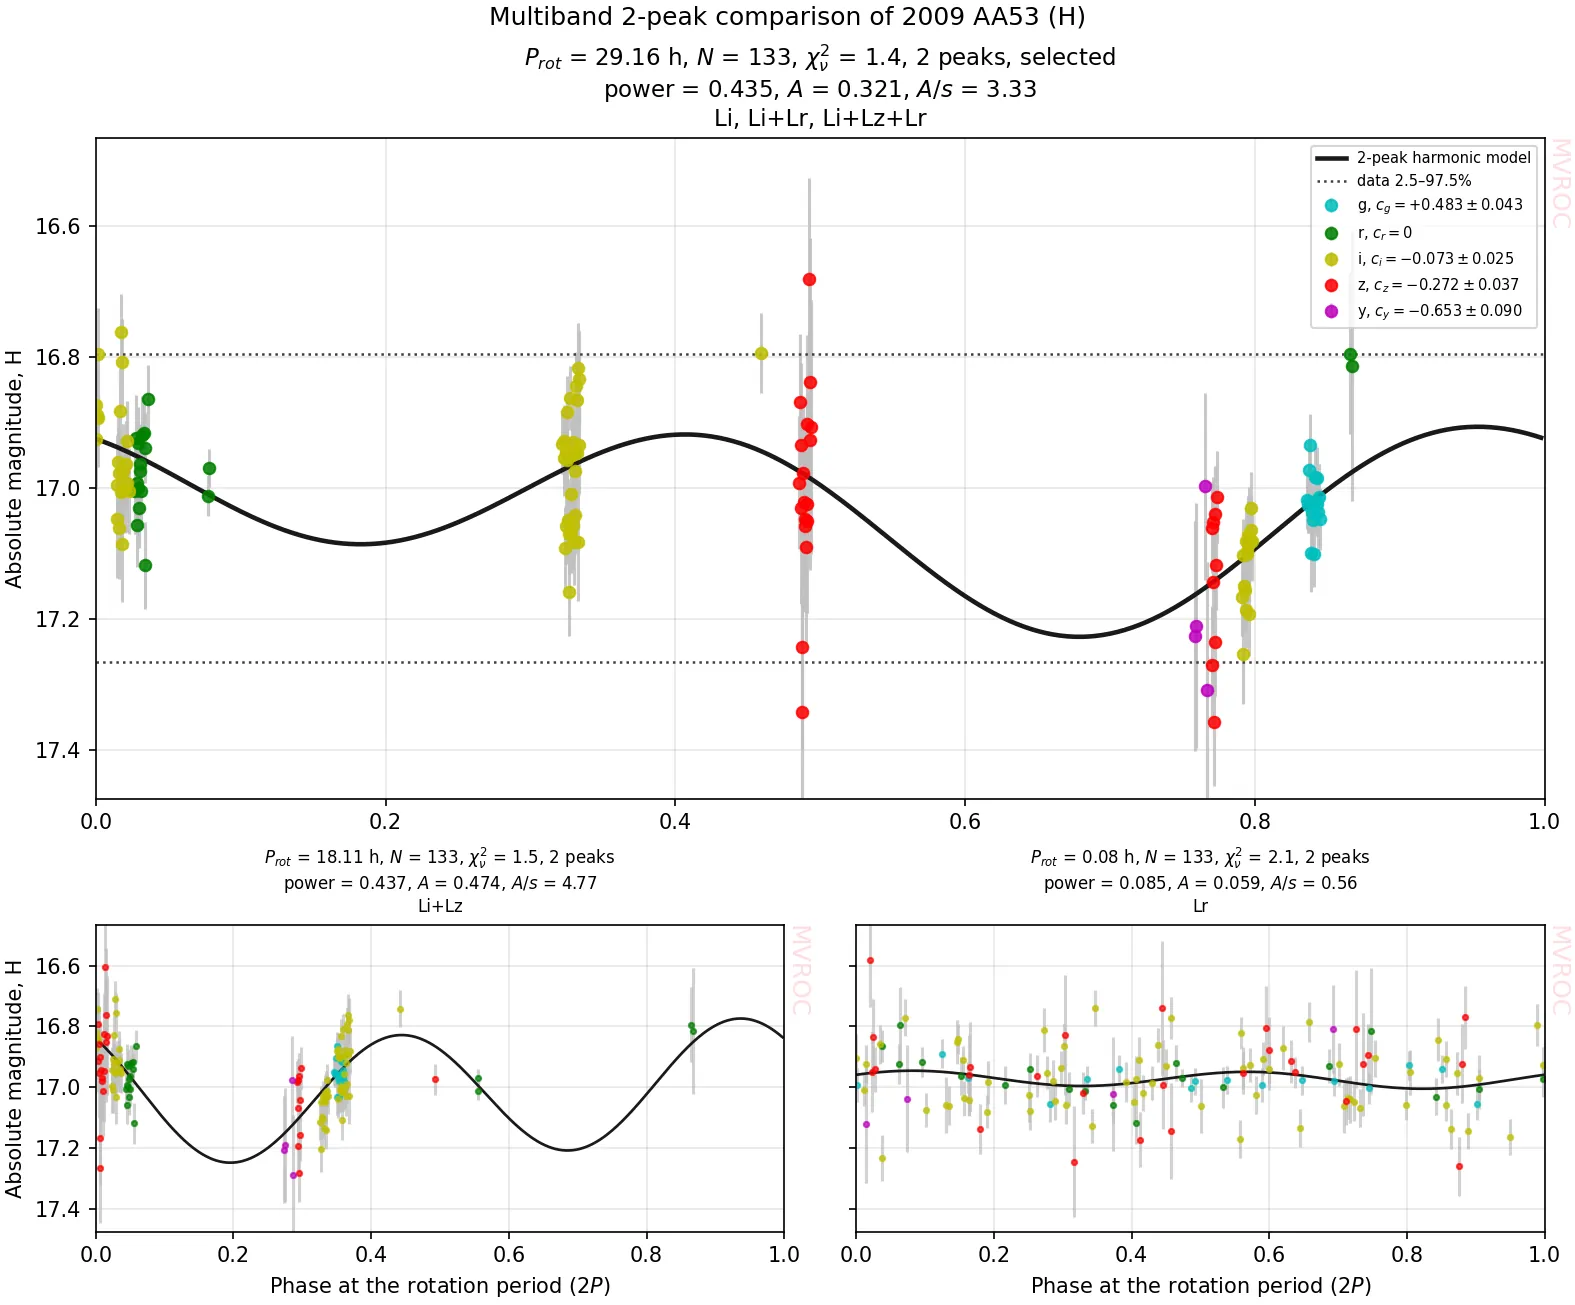 Multiband 2-peak comparison of 2009 AA53 (H)
P_rot = 29.16 h, N = 133, χ²_ν = 1.4, 2 peaks, selected
power = 0.435, A = 0.321, A/s = 3.33
Li, Li+Lr, Li+Lz+Lr
2-peak harmonic model
data 2.5–97.5%
g, c_g = +0.483 ± 0.043
r, c_r = 0
i, c_i = −0.073 ± 0.025
z, c_z = −0.272 ± 0.037
y, c_y = −0.653 ± 0.090
MVROC
Absolute magnitude, H
16.6
16.8
17.0
17.2
17.4
0.0 0.2 0.4 0.6 0.8 1.0
P_rot = 18.11 h, N = 133, χ²_ν = 1.5, 2 peaks
power = 0.437, A = 0.474, A/s = 4.77
Li+Lz
MVROC
Absolute magnitude, H
16.6
16.8
17.0
17.2
17.4
0.0 0.2 0.4 0.6 0.8 1.0
Phase at the rotation period (2P)
P_rot = 0.08 h, N = 133, χ²_ν = 2.1, 2 peaks
power = 0.085, A = 0.059, A/s = 0.56
Lr
MVROC
0.0 0.2 0.4 0.6 0.8 1.0
Phase at the rotation period (2P)